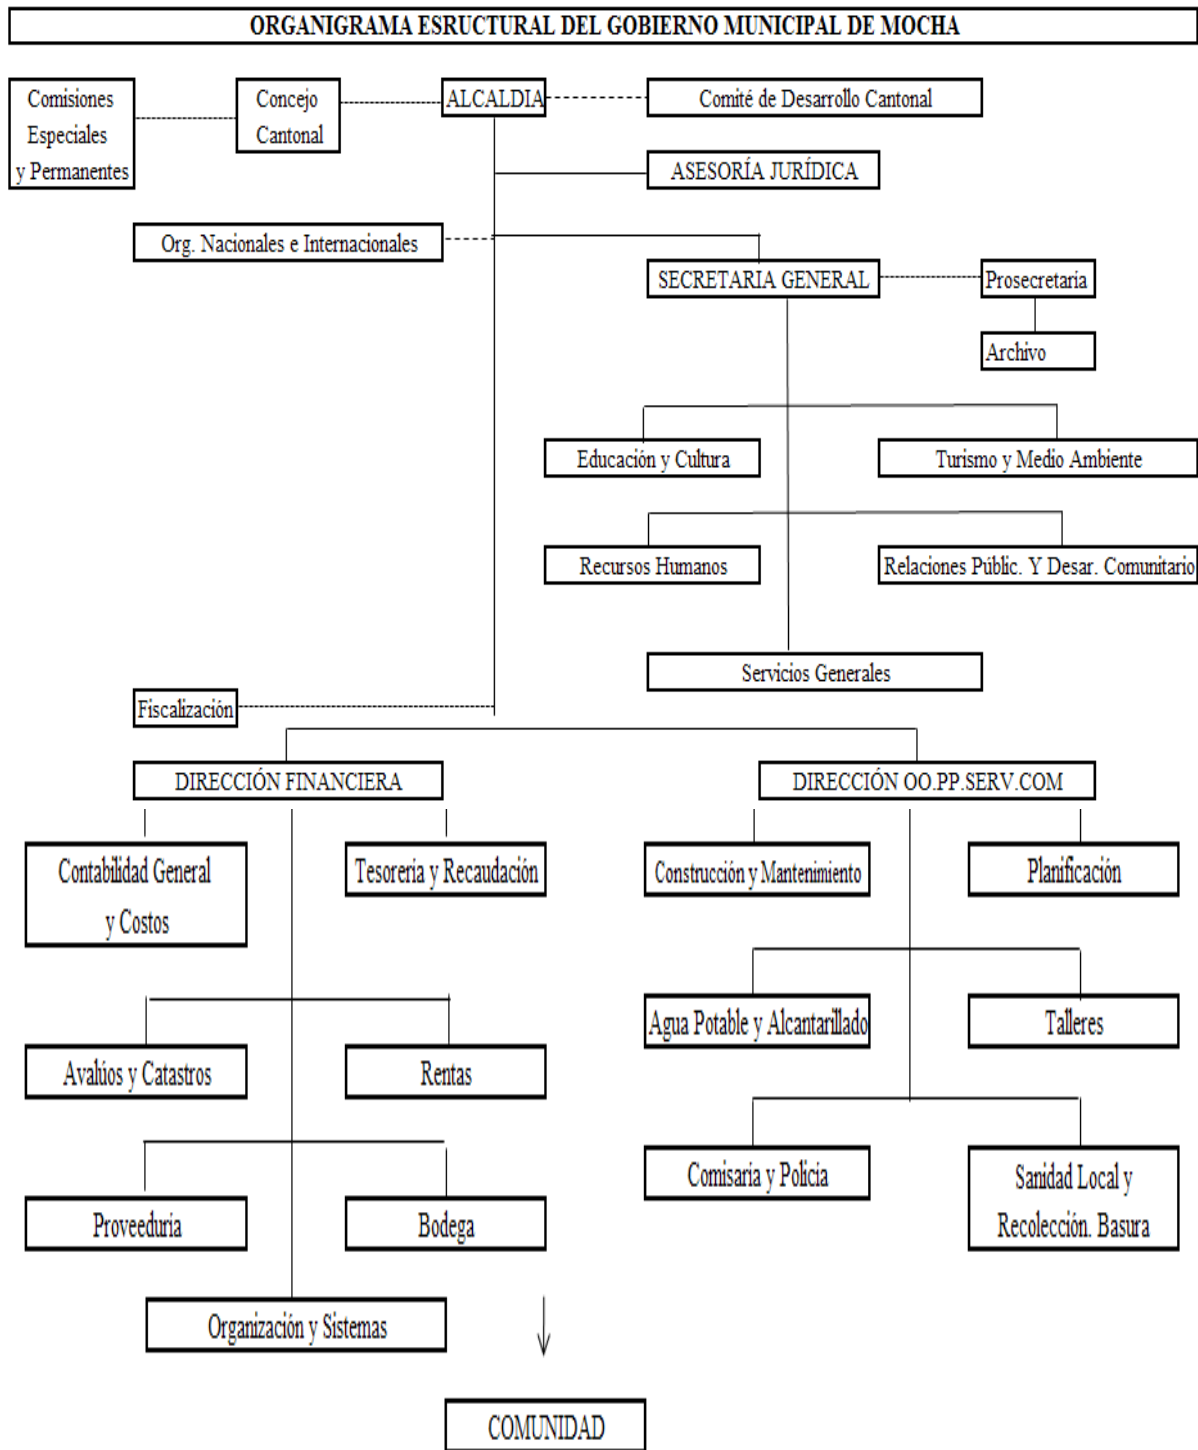 ORGANIGRAMA ESRUCTURAL DEL GOBIERNO MUNICIPAL DE MOCHA
Comisiones
Especiales
y Permanentes
Concejo
Cantonal
ALCALDIA
Comité de Desarrollo Cantonal
ASESORÍA JURÍDICA
Org. Nacionales e Internacionales
SECRETARIA GENERAL
Prosecretaría
Archivo
Educación y Cultura
Turismo y Medio Ambiente
Recursos Humanos
Relaciones Públic. Y Desar. Comunitario
Servicios Generales
Fiscalización
DIRECCIÓN FINANCIERA
DIRECCIÓN OO.PP.SERV.COM
Contabilidad General
y Costos
Tesorería y Recaudación
Construcción y Mantenimiento
Planificación
Avalúos y Catastros
Rentas
Agua Potable y Alcantarillado
Talleres
Proveeduria
Bodega
Comisaría y Policía
Sanidad Local y
Recolección. Basura
Organización y Sistemas
COMUNIDAD